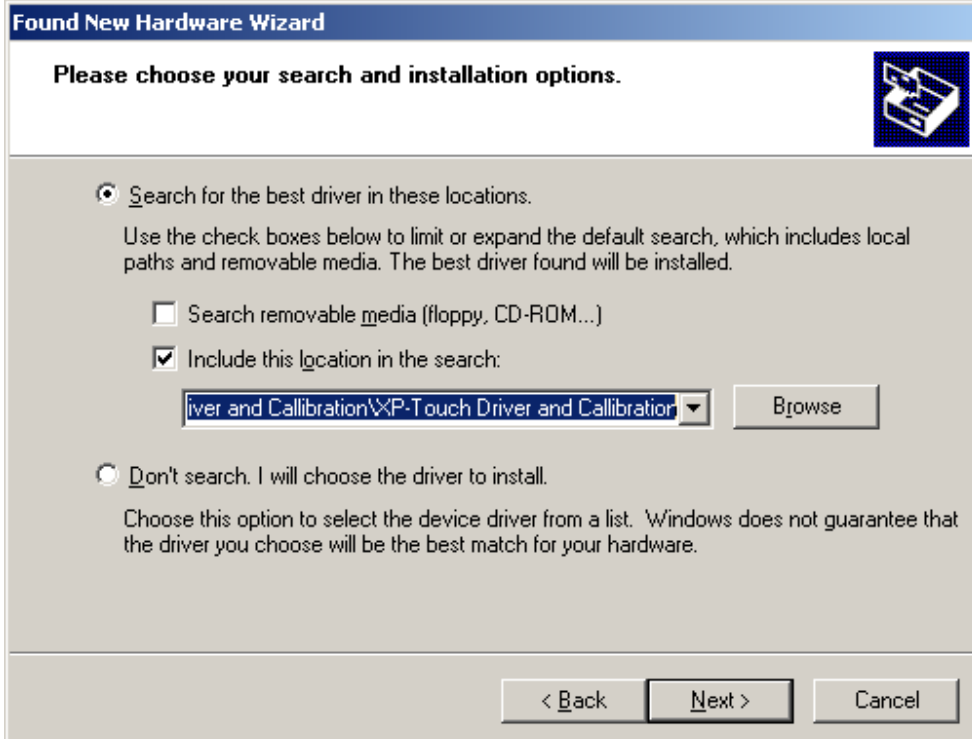 Found New Hardware Wizard
Please choose your search and installation options.
Search for the best driver in these locations.
Use the check boxes below to limit or expand the default search, which includes local
paths and removable media. The best driver found will be installed.
Search removable media (floppy, CD-ROM...)
Include this location in the search:
iver and Callibration\XP-Touch Driver and Callibration
Browse
Don't search. I will choose the driver to install.
Choose this option to select the device driver from a list.  Windows does not guarantee that
the driver you choose will be the best match for your hardware.
< Back
Next >
Cancel